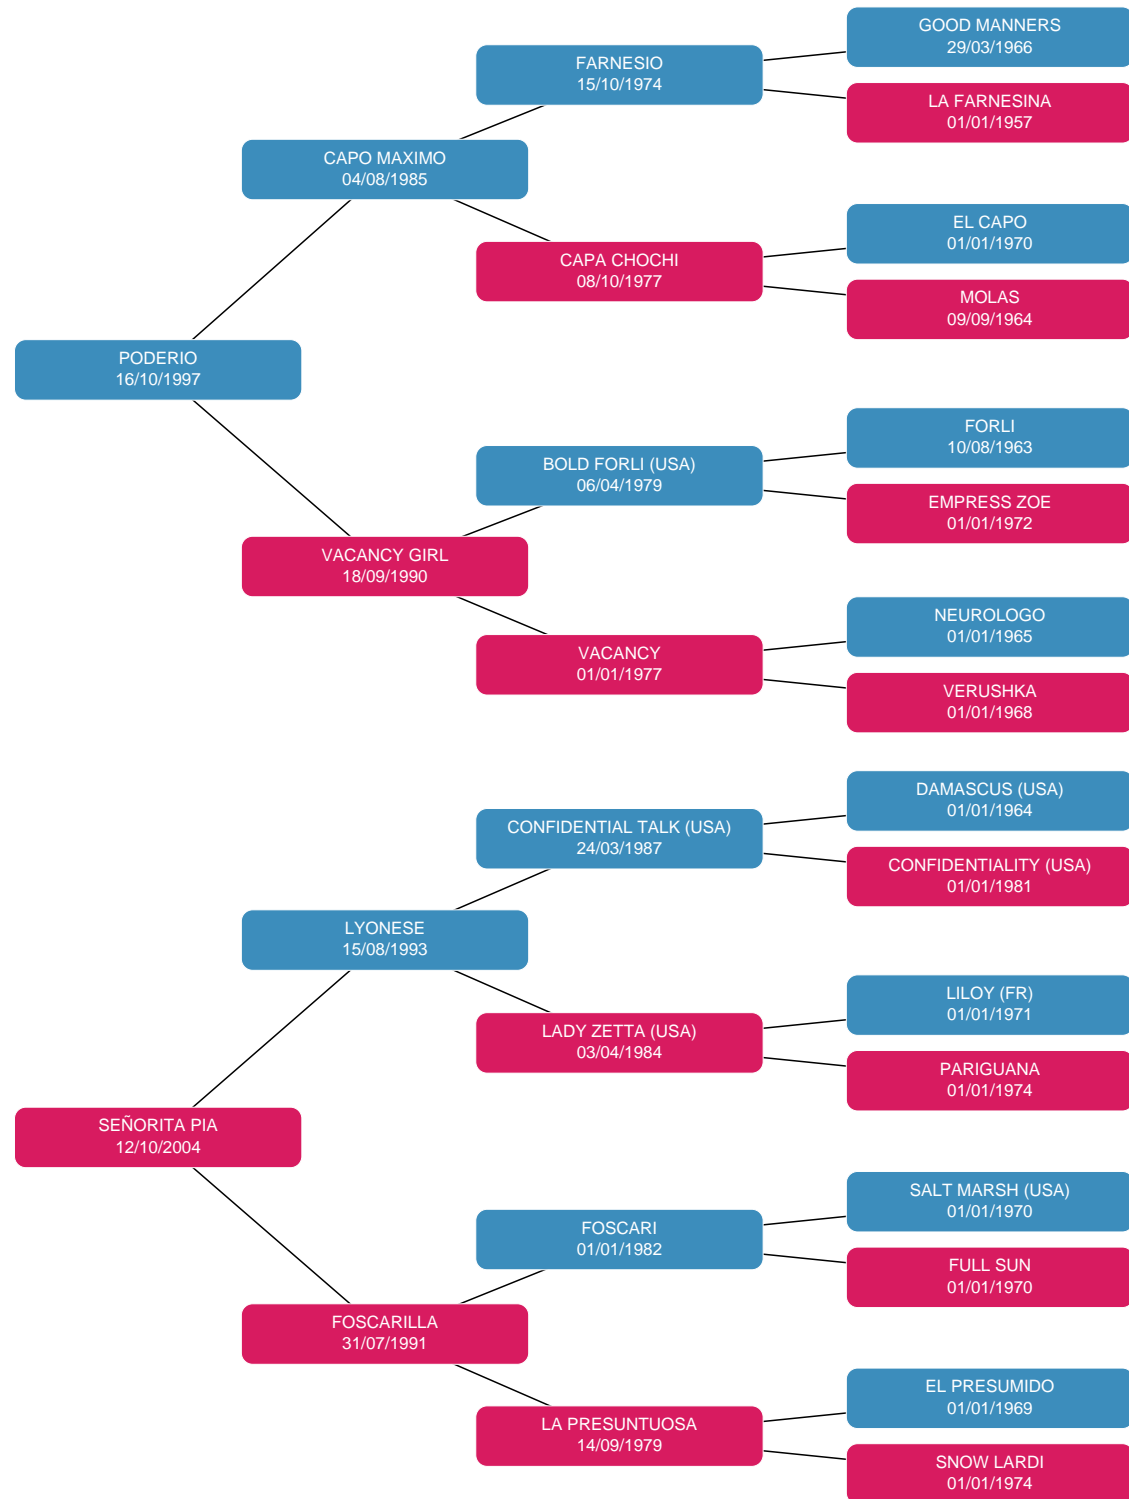 GOOD MANNERS
29/03/1966
FARNESIO
15/10/1974
LA FARNESINA
01/01/1957
CAPO MAXIMO
04/08/1985
EL CAPO
01/01/1970
CAPA CHOCHI
08/10/1977
MOLAS
09/09/1964
PODERIO
16/10/1997
FORLI
10/08/1963
BOLD FORLI (USA)
06/04/1979
EMPRESS ZOE
01/01/1972
VACANCY GIRL
18/09/1990
NEUROLOGO
01/01/1965
VACANCY
01/01/1977
VERUSHKA
01/01/1968
DAMASCUS (USA)
01/01/1964
CONFIDENTIAL TALK (USA)
24/03/1987
CONFIDENTIALITY (USA)
01/01/1981
LYONESE
15/08/1993
LILOY (FR)
01/01/1971
LADY ZETTA (USA)
03/04/1984
PARIGUANA
01/01/1974
SEÑORITA PIA
12/10/2004
SALT MARSH (USA)
01/01/1970
FOSCARI
01/01/1982
FULL SUN
01/01/1970
FOSCARILLA
31/07/1991
EL PRESUMIDO
01/01/1969
LA PRESUNTUOSA
14/09/1979
SNOW LARDI
01/01/1974